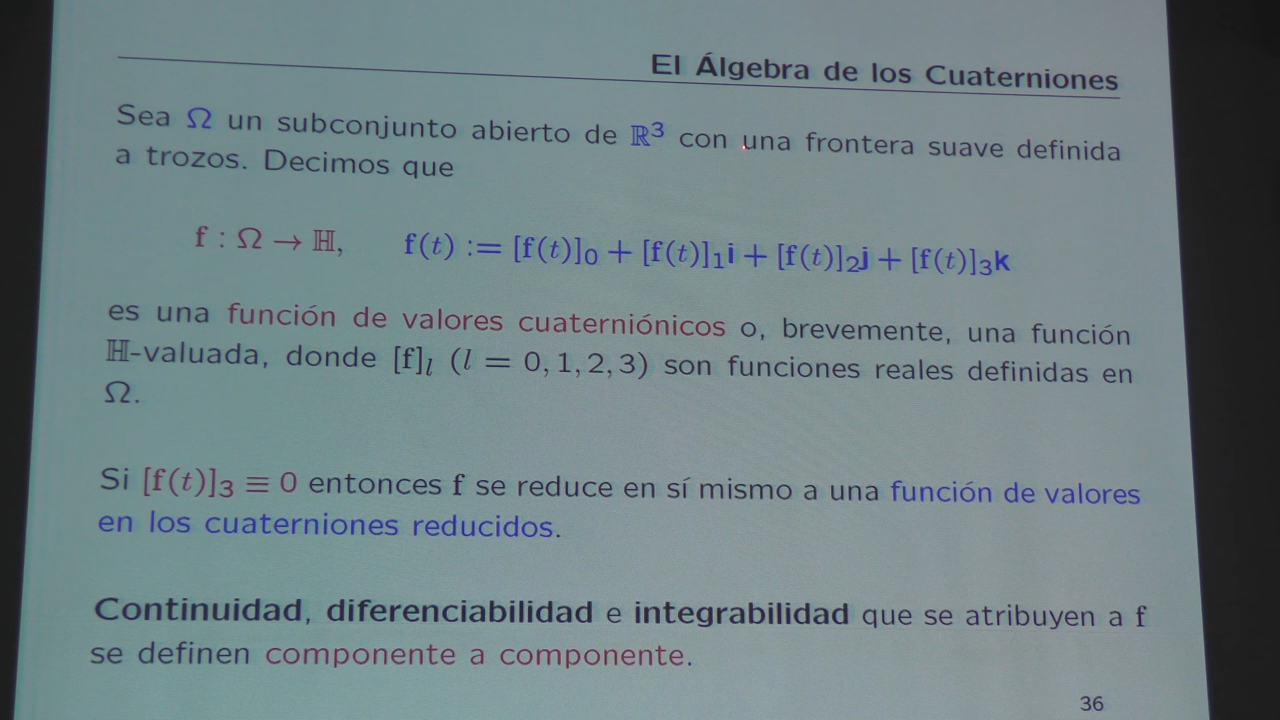 El Álgebra de los Cuaterniones
Sea Ω un subconjunto abierto de ℝ³ con una frontera suave definida
a trozos. Decimos que
f : Ω → ℍ, f(t) := [f(t)]₀ + [f(t)]₁i + [f(t)]₂j + [f(t)]₃k
es una función de valores cuaterniónicos o, brevemente, una función
ℍ-valuada, donde [f]ₗ (l = 0, 1, 2, 3) son funciones reales definidas en
Ω.
Si [f(t)]₃ ≡ 0 entonces f se reduce en sí mismo a una función de valores
en los cuaterniones reducidos.
Continuidad, diferenciabilidad e integrabilidad que se atribuyen a f
se definen componente a componente.
36